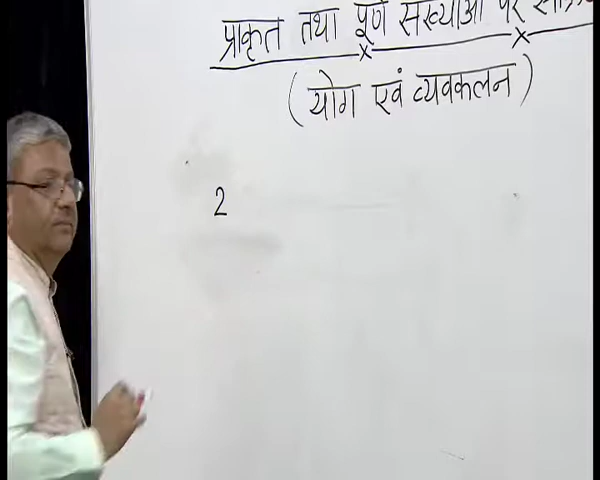 प्राकृत तथा पूर्ण संख्याओं पर
(योग एवं व्यवकलन)
2